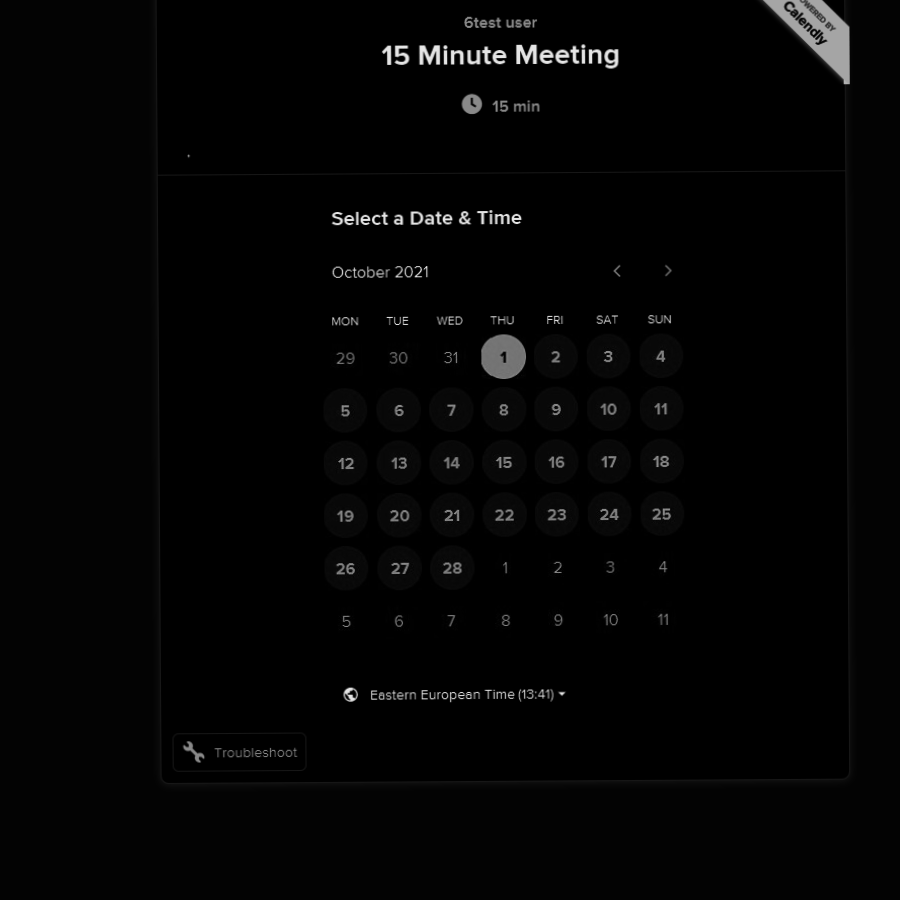 6test user
POWERED BY
Calendly
15 Minute Meeting
15 min
Select a Date & Time
October 2021
MON TUE WED THU FRI SAT SUN
29 30 31 1 2 3 4
5 6 7 8 9 10 11
12 13 14 15 16 17 18
19 20 21 22 23 24 25
26 27 28 1 2 3 4
5 6 7 8 9 10 11
Eastern European Time (13:41)
Troubleshoot